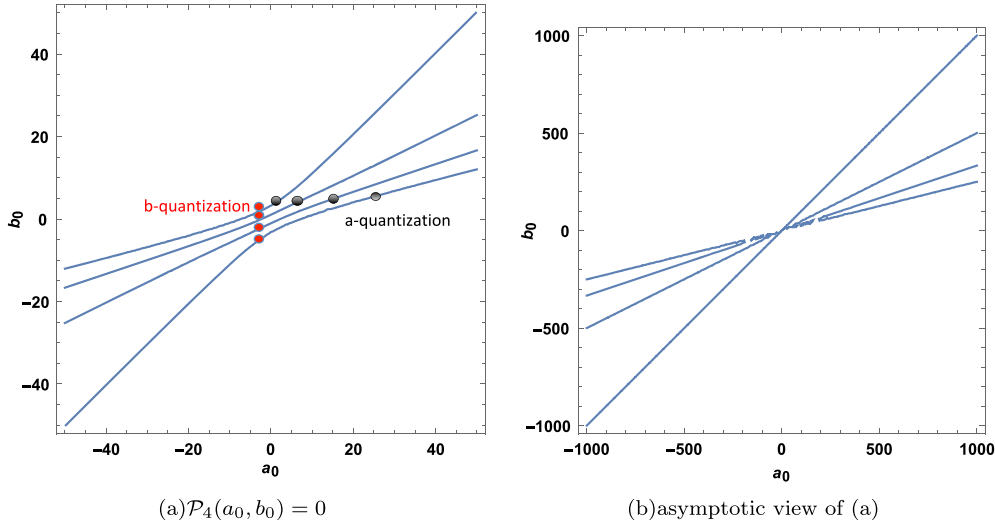 40
20
0
−20
−40
b0
b-quantization
a-quantization
−40 −20 0 20 40
a0
(a)P4(a0, b0) = 0
1000
500
0
−500
−1000
b0
−1000 −500 0 500 1000
a0
(b)asymptotic view of (a)